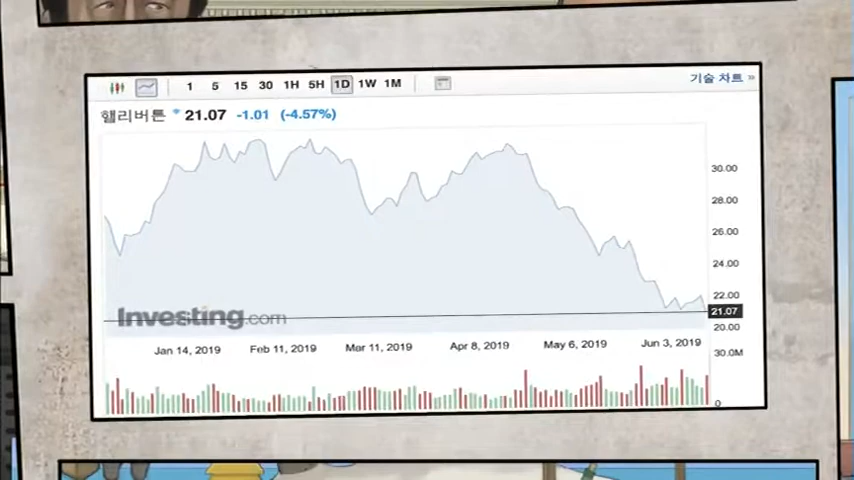 1 5 15 30 1H 5H 1D 1W 1M 기술 차트 »
핼리버튼 21.07 -1.01 (-4.57%)
30.00
28.00
26.00
24.00
22.00
21.07
20.00
Investing.com
Jan 14, 2019 Feb 11, 2019 Mar 11, 2019 Apr 8, 2019 May 6, 2019 Jun 3, 2019
30.0M
0